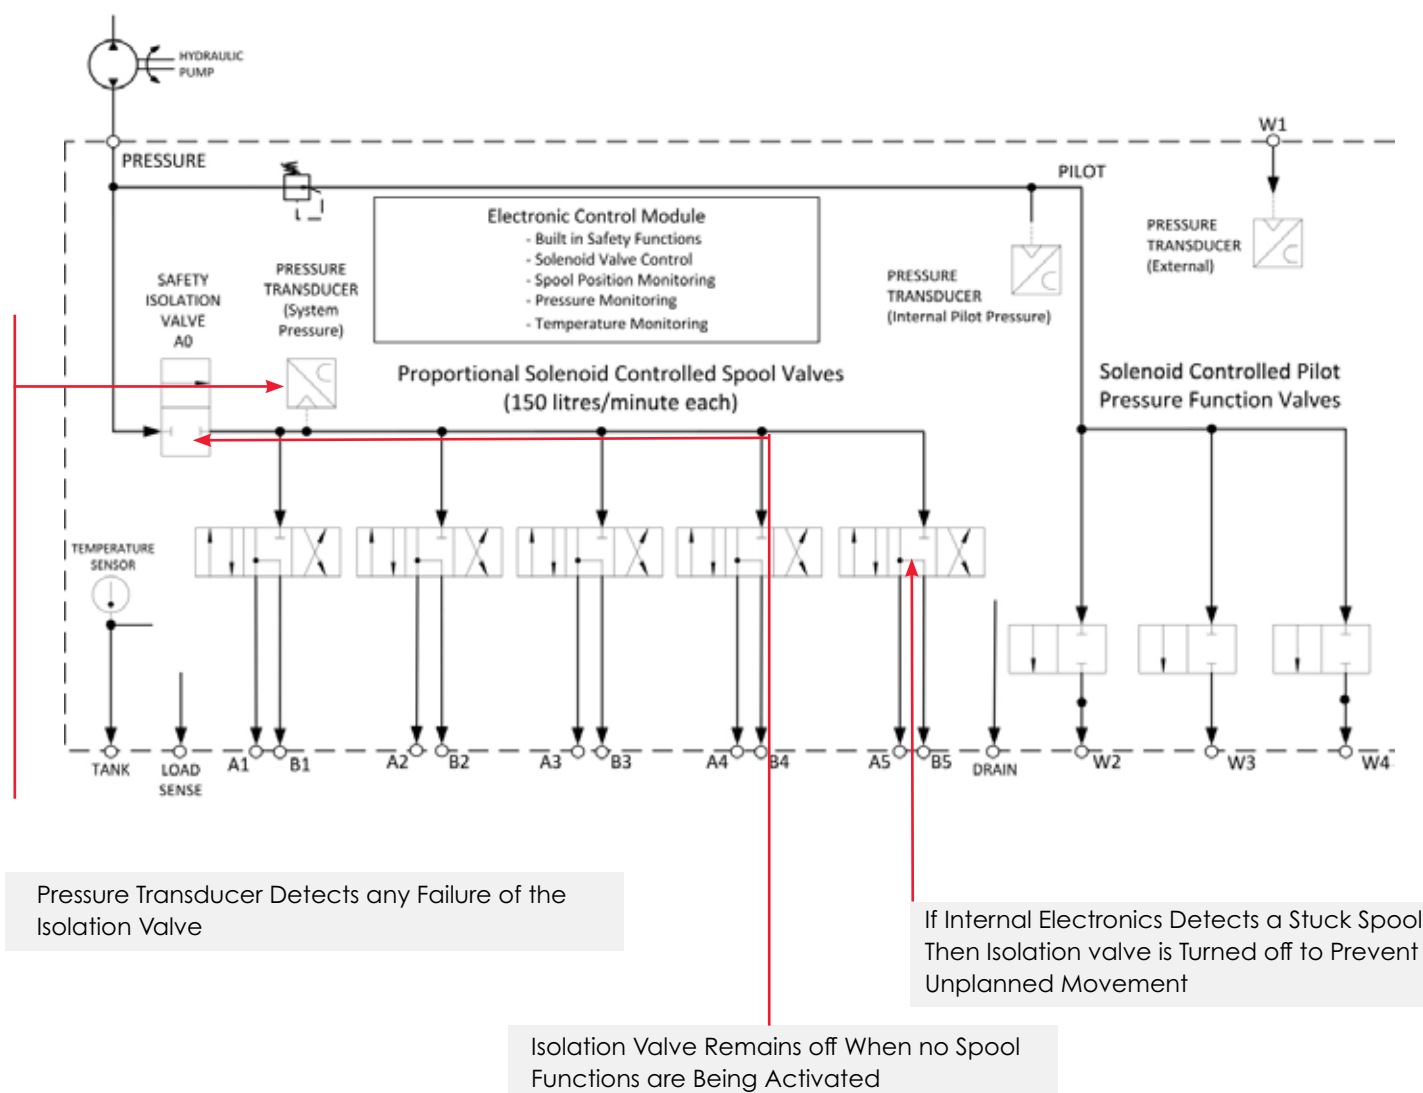 HYDRAULIC
PUMP
W1
PRESSURE
PILOT
Electronic Control Module
- Built in Safety Functions
- Solenoid Valve Control
- Spool Position Monitoring
- Pressure Monitoring
- Temperature Monitoring
PRESSURE
TRANSDUCER
(External)
SAFETY
ISOLATION
VALVE
A0
PRESSURE
TRANSDUCER
(System
Pressure)
PRESSURE
TRANSDUCER
(Internal Pilot Pressure)
Proportional Solenoid Controlled Spool Valves
(150 litres/minute each)
Solenoid Controlled Pilot
Pressure Function Valves
TEMPERATURE
SENSOR
TANK
LOAD
SENSE
A1
B1
A2
B2
A3
B3
A4
B4
A5
B5
DRAIN
W2
W3
W4
Pressure Transducer Detects any Failure of the
Isolation Valve
If Internal Electronics Detects a Stuck Spool
Then Isolation valve is Turned off to Prevent
Unplanned Movement
Isolation Valve Remains off When no Spool
Functions are Being Activated